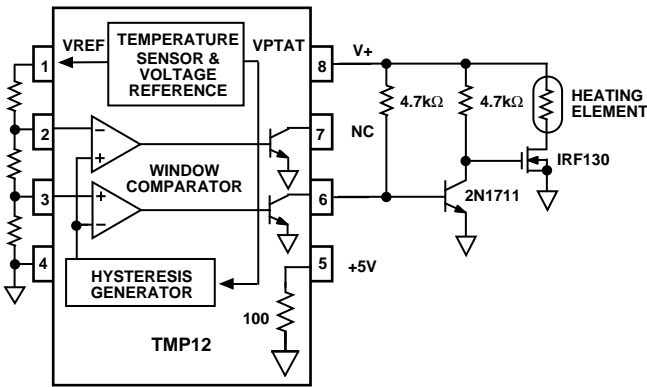 VREF
TEMPERATURE
SENSOR &
VOLTAGE
REFERENCE
VPTAT
1
2
3
4
8
7
6
5
V+
NC
+5V
–
+
+
–
WINDOW
COMPARATOR
HYSTERESIS
GENERATOR
100
TMP12
4.7kΩ
4.7kΩ
HEATING
ELEMENT
IRF130
2N1711